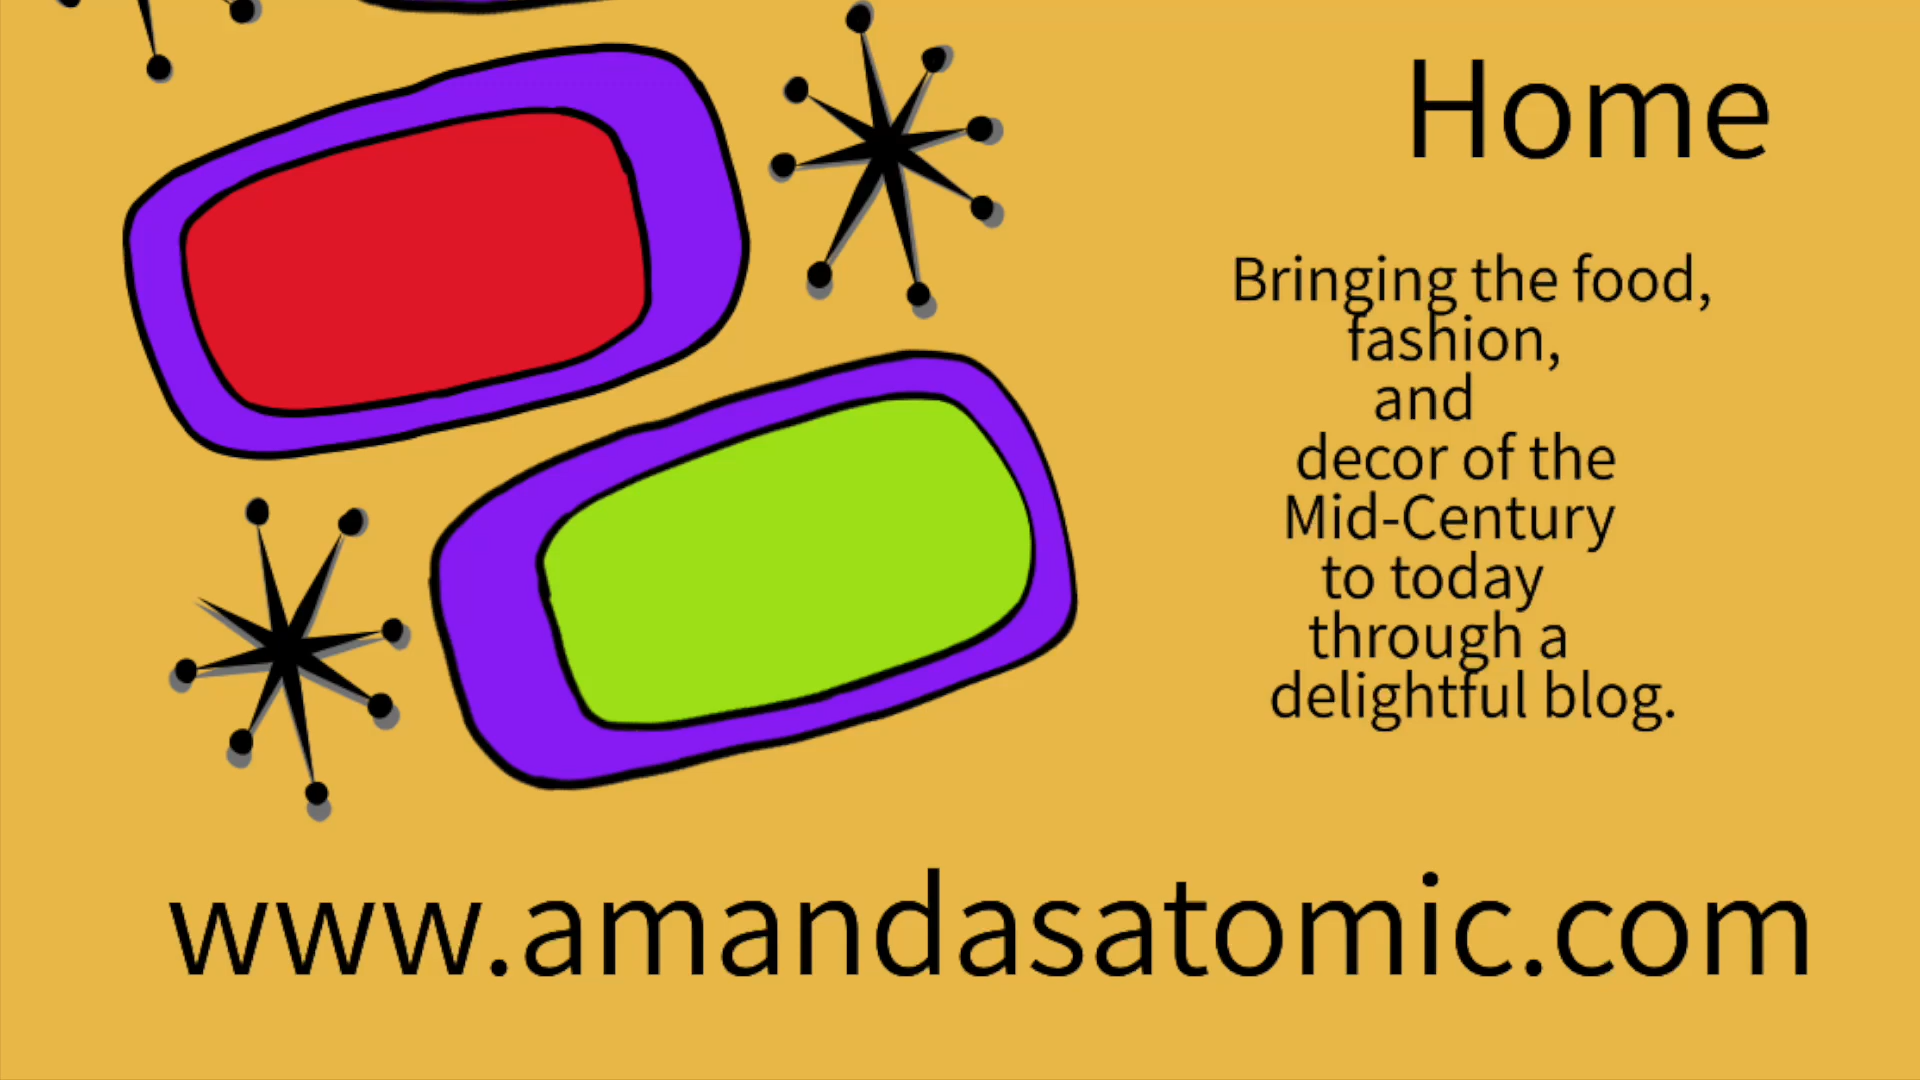 Home
Bringing the food,
fashion,
and
decor of the
Mid-Century
to today
through a
delightful blog.
www.amandasatomic.com